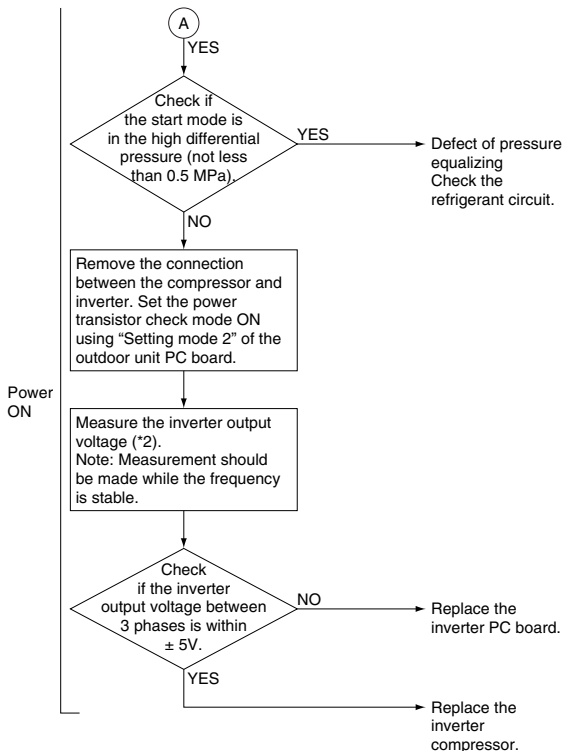 A
YES
Check if
the start mode is
in the high differential
pressure (not less
than 0.5 MPa).
YES
Defect of pressure
equalizing
Check the
refrigerant circuit.
NO
Remove the connection
between the compressor and
inverter. Set the power
transistor check mode ON
using “Setting mode 2” of the
outdoor unit PC board.
Power
ON
Measure the inverter output
voltage (*2).
Note: Measurement should
be made while the frequency
is stable.
Check
if the inverter
output voltage between
3 phases is within
± 5V.
NO
Replace the
inverter PC board.
YES
Replace the
inverter
compressor.